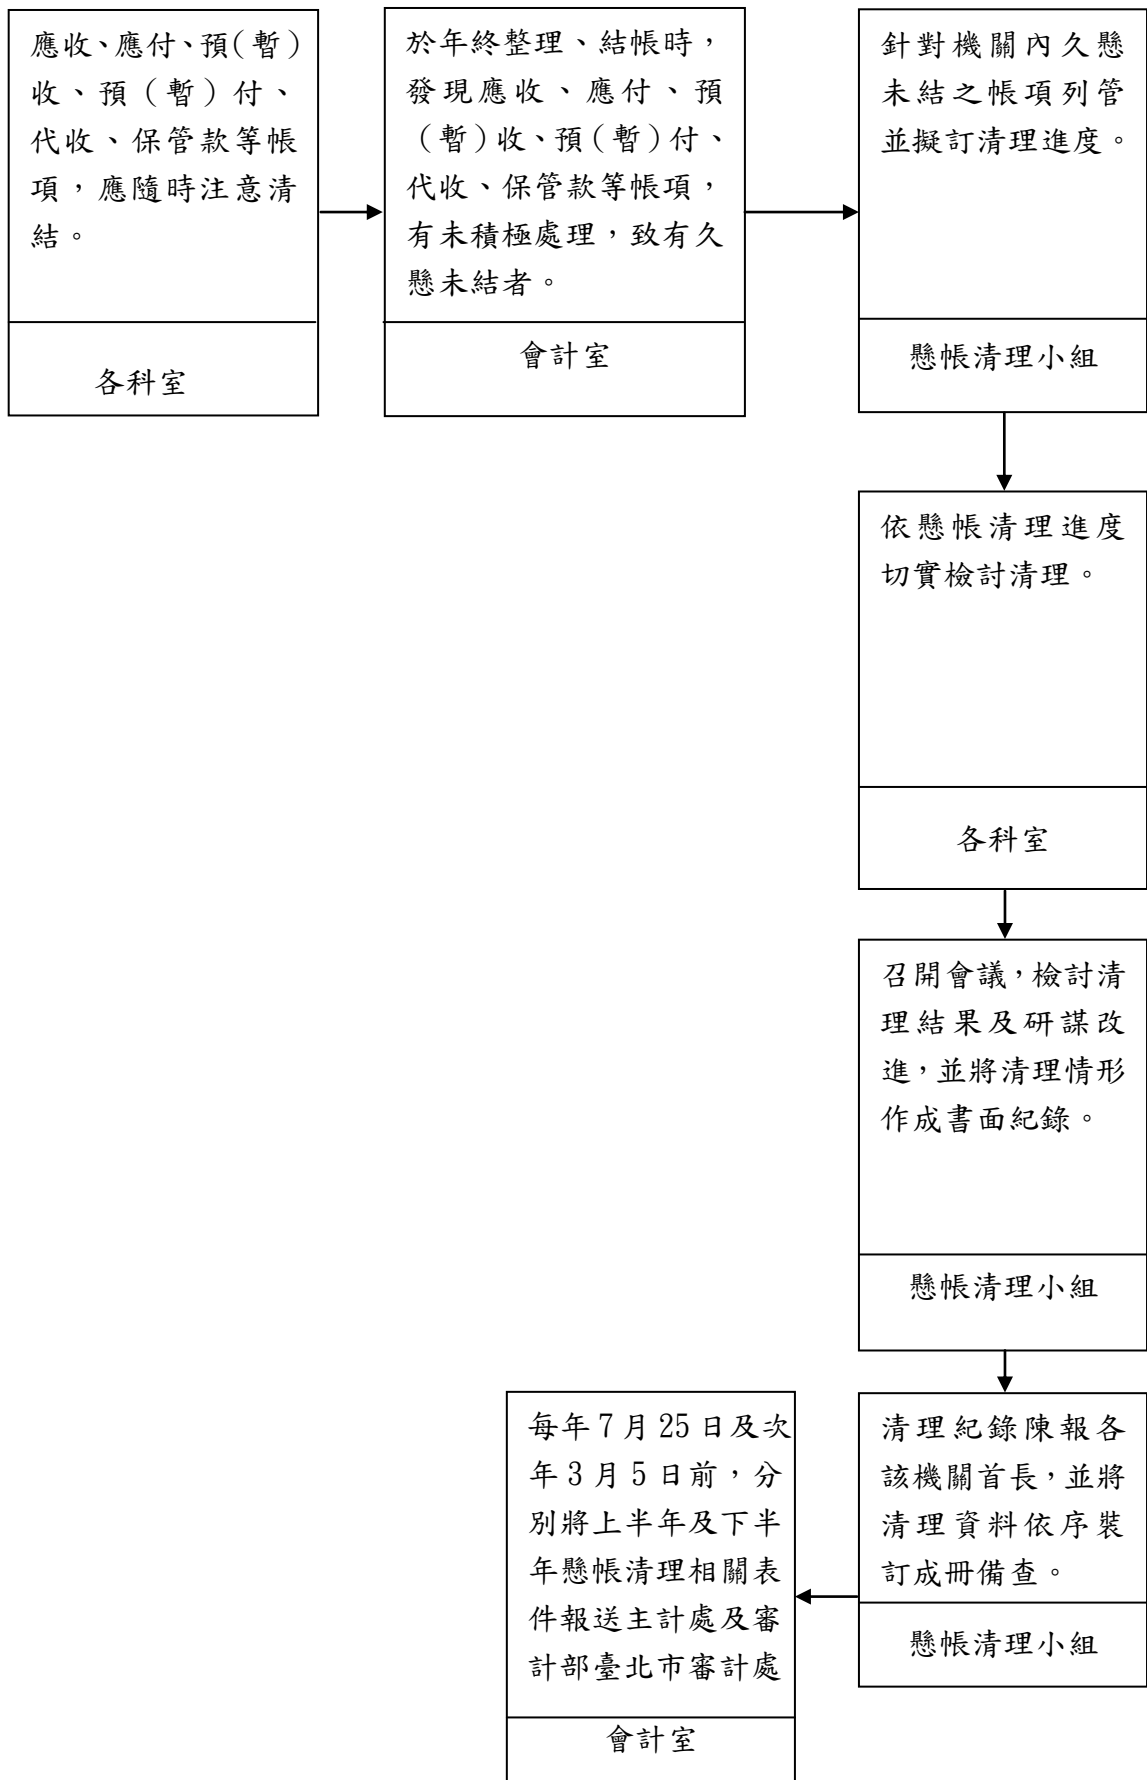 應收、應付、預(暫)
收、預（暫）付、
代收、保管款等帳
項，應隨時注意清
結。
各科室
於年終整理、結帳時，
發現應收、應付、預
（暫）收、預（暫）付、
代收、保管款等帳項，
有未積極處理，致有久
懸未結者。
會計室
針對機關內久懸
未結之帳項列管
並擬訂清理進度。
懸帳清理小組
依懸帳清理進度
切實檢討清理。
各科室
召開會議，檢討清
理結果及研謀改
進，並將清理情形
作成書面紀錄。
懸帳清理小組
清理紀錄陳報各
該機關首長，並將
清理資料依序裝
訂成冊備查。
懸帳清理小組
每年 7 月 25 日及次
年 3 月 5 日前，分
別將上半年及下半
年懸帳清理相關表
件報送主計處及審
計部臺北市審計處
會計室